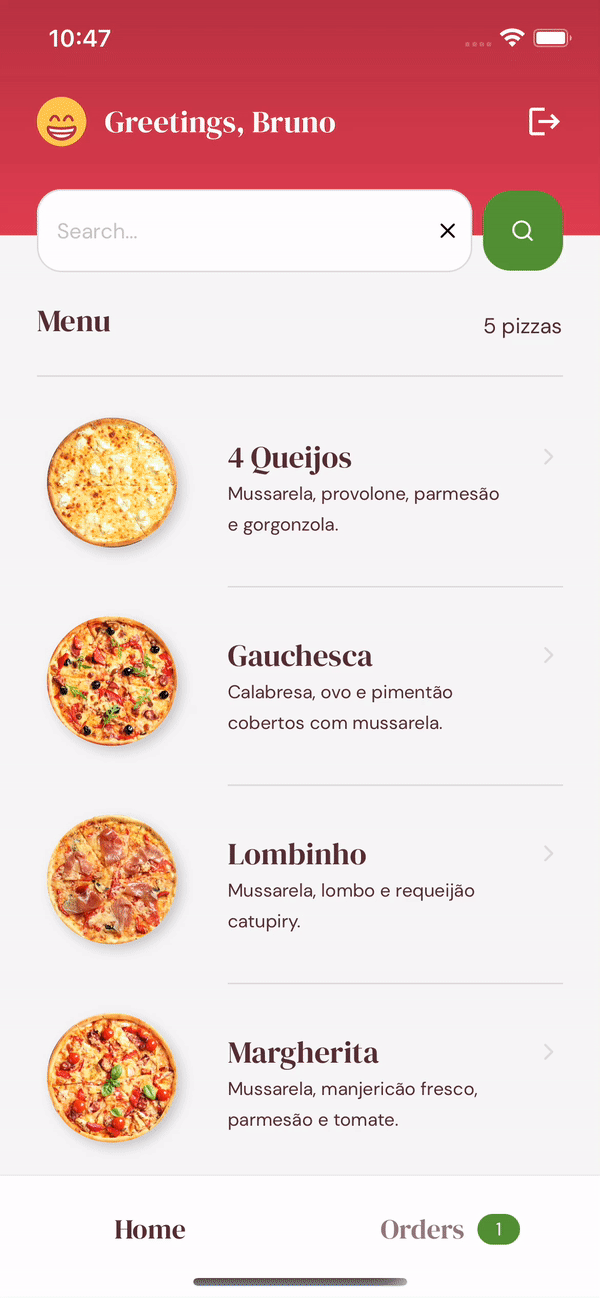 10:47
Greetings, Bruno
Search...
Menu
5 pizzas
4 Queijos
Mussarela, provolone, parmesão
e gorgonzola.
Gauchesca
Calabresa, ovo e pimentão
cobertos com mussarela.
Lombinho
Mussarela, lombo e requeijão
catupiry.
Margherita
Mussarela, manjericão fresco,
parmesão e tomate.
Home
Orders 1